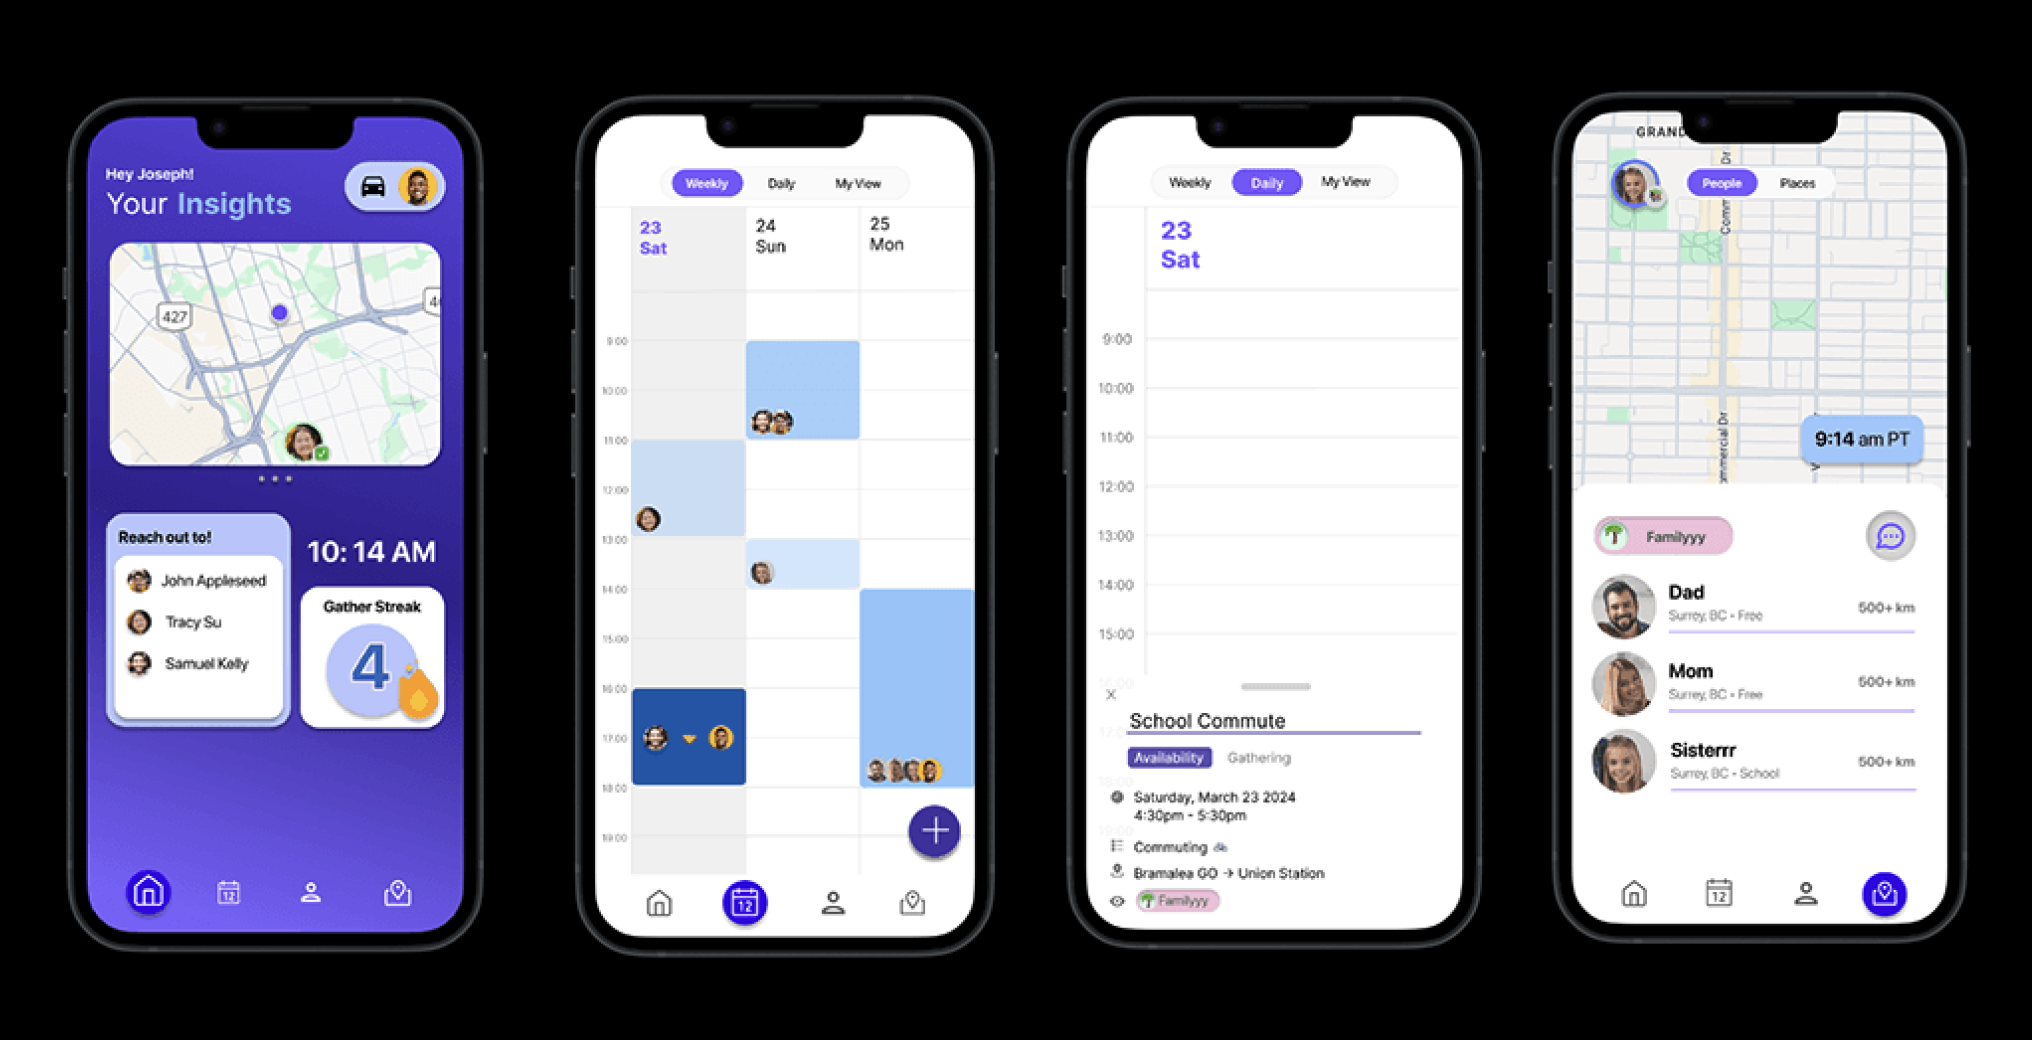 Hey Joseph!
Your Insights
427
Reach out to!
John Appleseed
Tracy Su
Samuel Kelly
10:14 AM
Gather Streak
4
12
Weekly Daily My View
23
Sat
24
Sun
25
Mon
9:00
10:00
11:00
12:00
13:00
14:00
15:00
16:00
17:00
18:00
19:00
12
Weekly Daily My View
23
Sat
9:00
10:00
11:00
12:00
13:00
14:00
15:00
16:00
X
School Commute
Availability Gathering
Saturday, March 23 2024
4:30pm - 5:30pm
19:00
Commuting
Bramalea GO → Union Station
Familyyy
GRAND
People Places
9:14 am PT
Familyyy
Dad
Surrey, BC • Free
500+ km
Mom
Surrey, BC • Free
500+ km
Sisterrr
Surrey, BC • School
500+ km
12